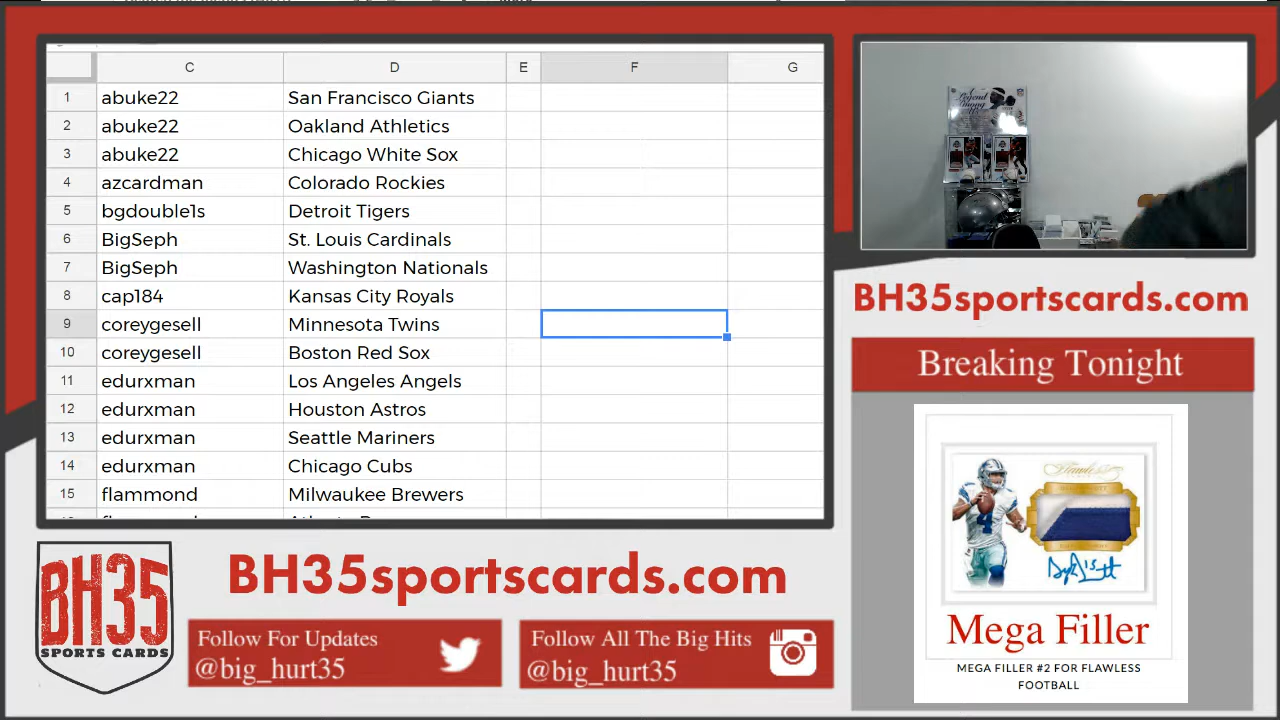 C D E F G
1 abuke22 San Francisco Giants
2 abuke22 Oakland Athletics
3 abuke22 Chicago White Sox
4 azcardman Colorado Rockies
5 bgdouble1s Detroit Tigers
6 BigSeph St. Louis Cardinals
7 BigSeph Washington Nationals
8 cap184 Kansas City Royals
9 coreygesell Minnesota Twins
10 coreygesell Boston Red Sox
11 edurxman Los Angeles Angels
12 edurxman Houston Astros
13 edurxman Seattle Mariners
14 edurxman Chicago Cubs
15 flammond Milwaukee Brewers
A Legend
BH35sportscards.com
Breaking Tonight
Flawless
4
Mega Filler
MEGA FILLER #2 FOR FLAWLESS
FOOTBALL
BH35
SPORTS CARDS
BH35sportscards.com
Follow For Updates
@big_hurt35
Follow All The Big Hits
@big_hurt35